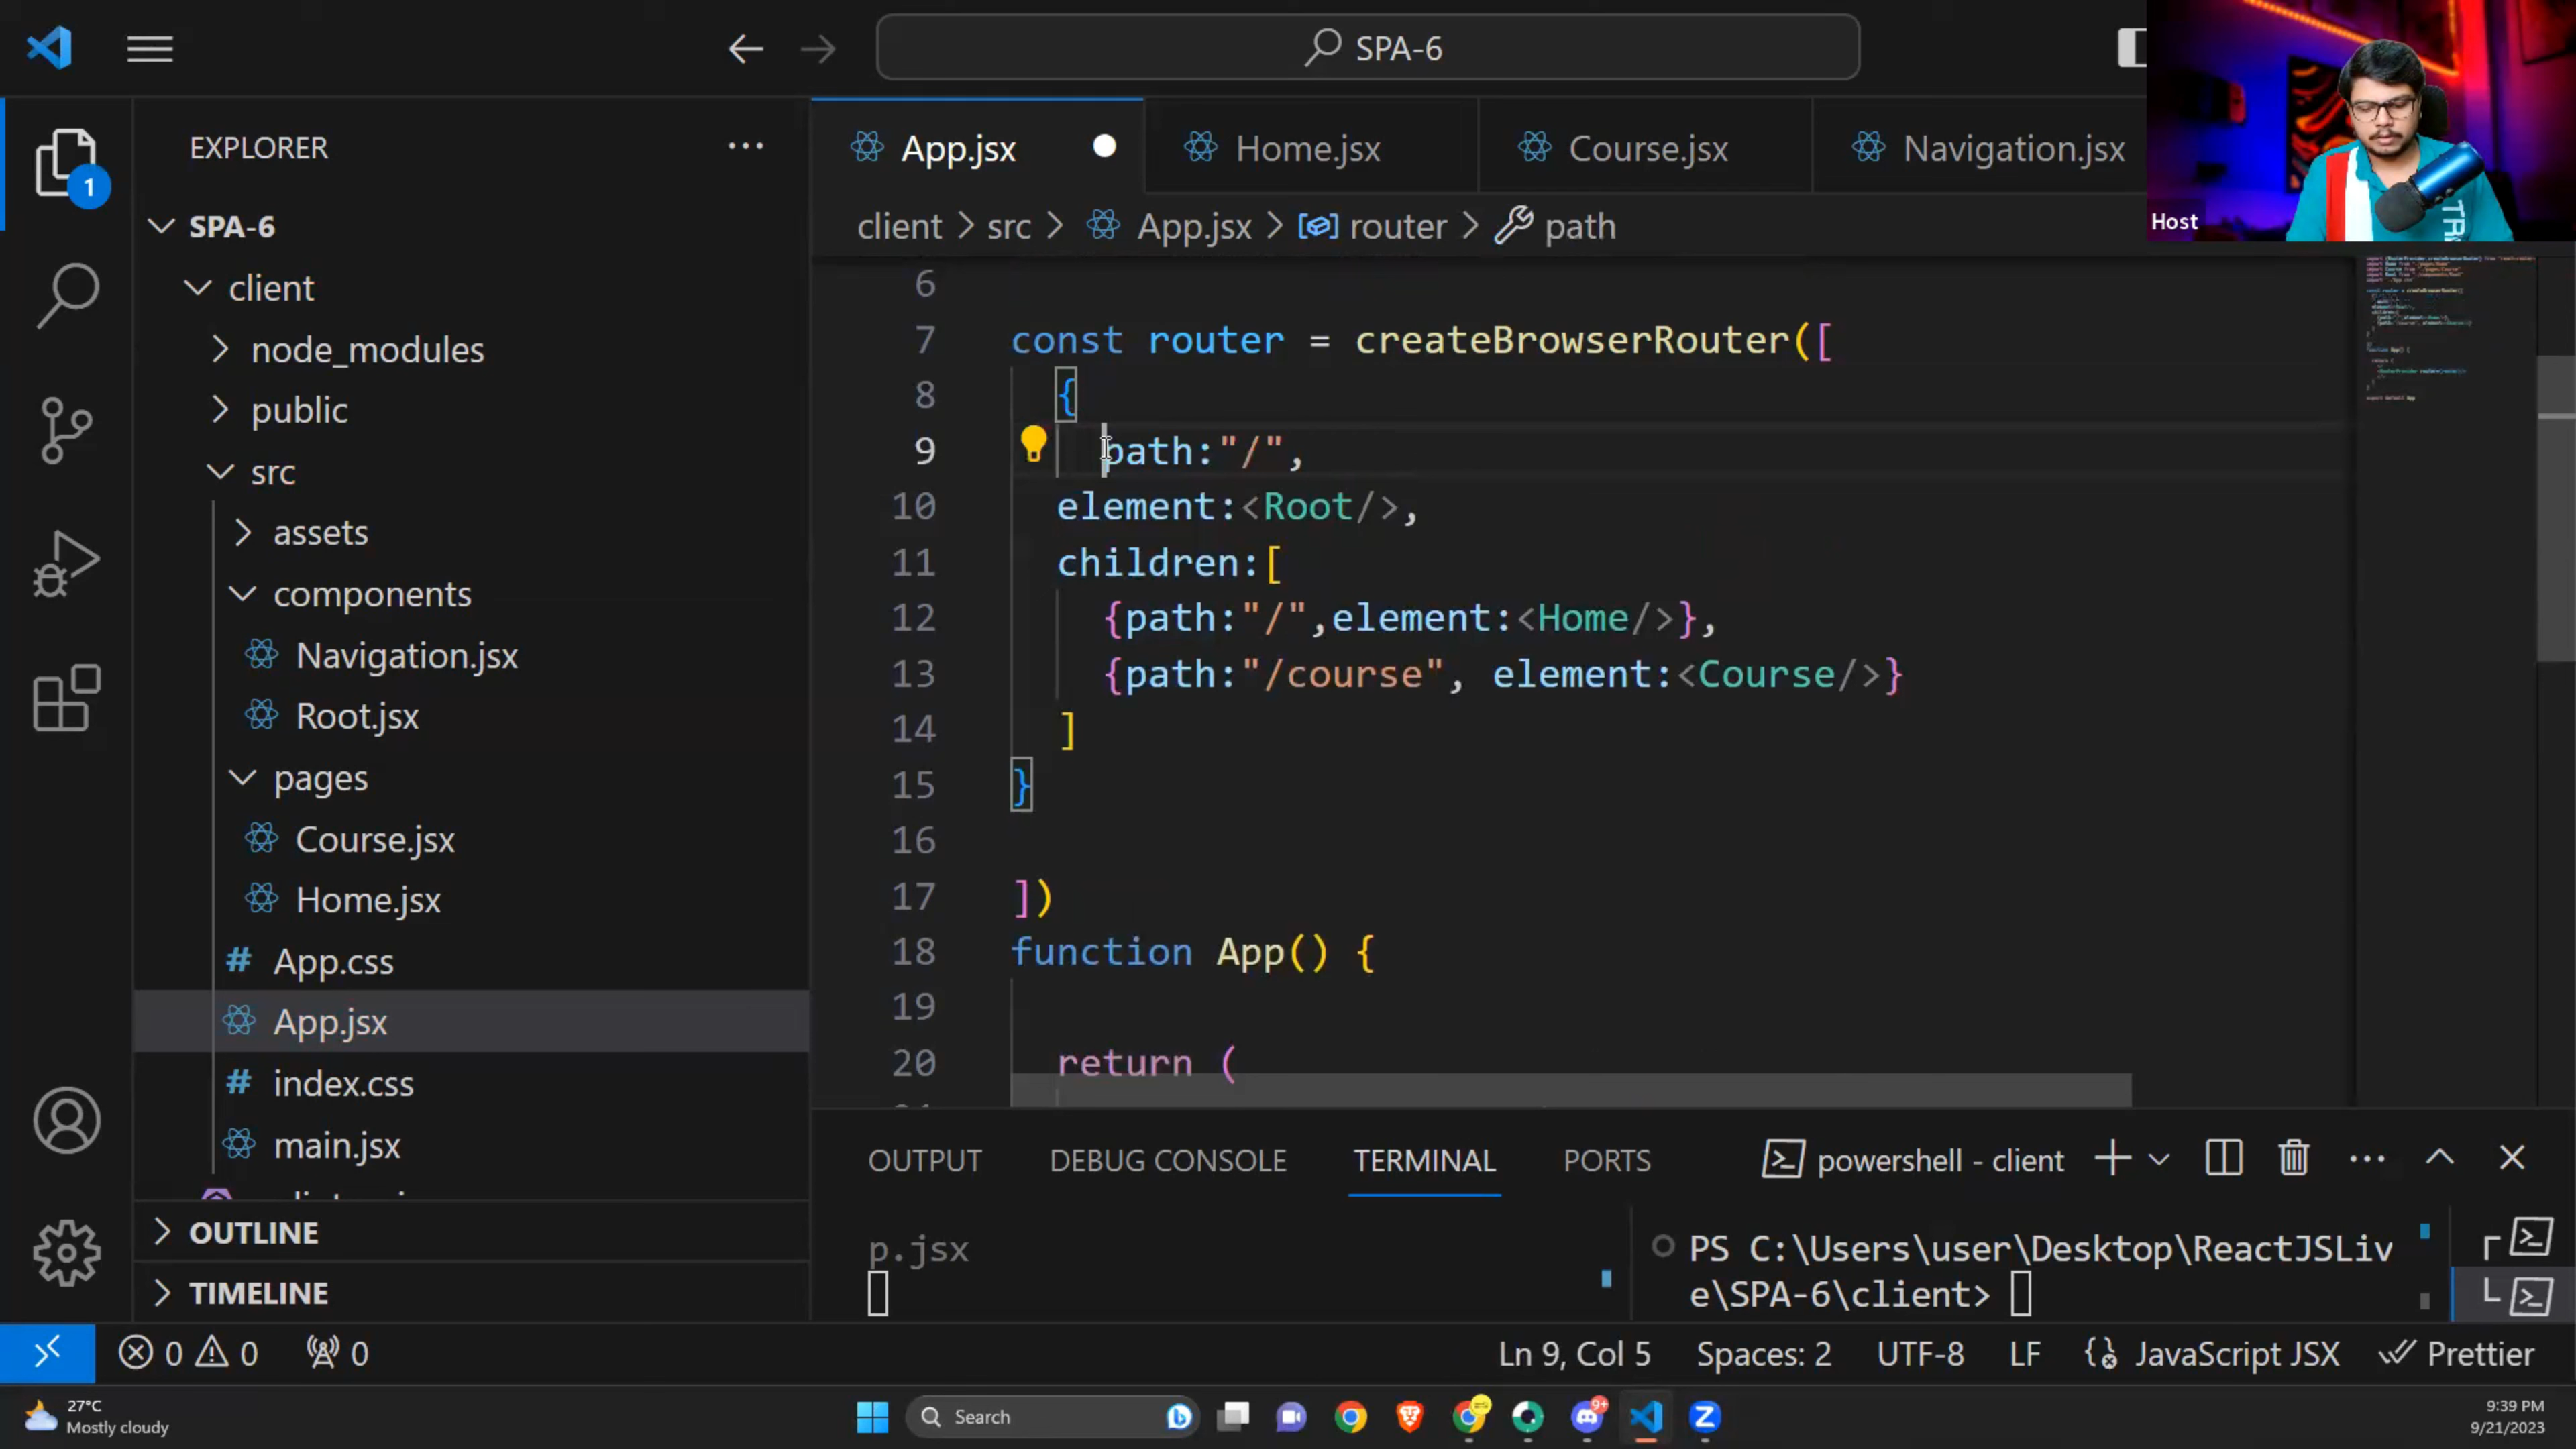 SPA-6
Host
EXPLORER
···
App.jsx
Home.jsx
Course.jsx
Navigation.jsx
client > src > App.jsx > router > path
1
SPA-6
client
node_modules
public
src
assets
components
Navigation.jsx
Root.jsx
pages
Course.jsx
Home.jsx
App.css
App.jsx
index.css
main.jsx
OUTLINE
TIMELINE
6
7 const router = createBrowserRouter([
8 {
9 path:"/",
10 element:<Root/>,
11 children:[
12 {path:"/",element:<Home/>},
13 {path:"/course", element:<Course/>}
14 ]
15 }
16
17 ])
18 function App() {
19
20 return (
OUTPUT DEBUG CONSOLE TERMINAL PORTS powershell - client
p.jsx
PS C:\Users\user\Desktop\ReactJSLiv
e\SPA-6\client>
0 0 0 Ln 9, Col 5 Spaces: 2 UTF-8 LF JavaScript JSX Prettier
27°C
Mostly cloudy
Search
9+
9:39 PM
9/21/2023